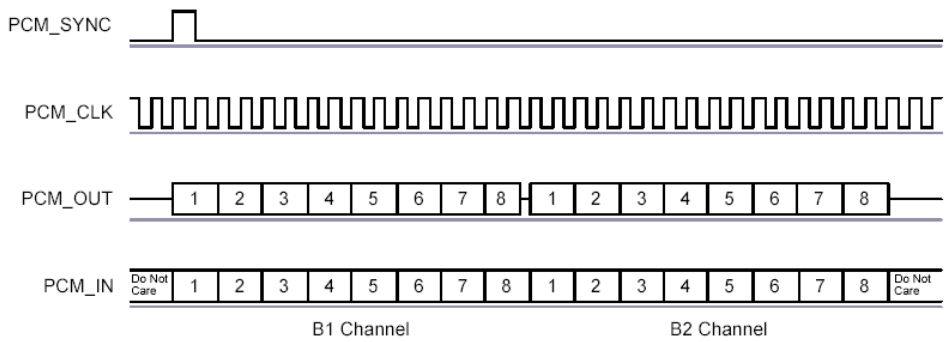 PCM_SYNC
PCM_CLK
PCM_OUT 1 2 3 4 5 6 7 8 1 2 3 4 5 6 7 8
PCM_IN Do Not Care 1 2 3 4 5 6 7 8 1 2 3 4 5 6 7 8 Do Not Care
B1 Channel B2 Channel